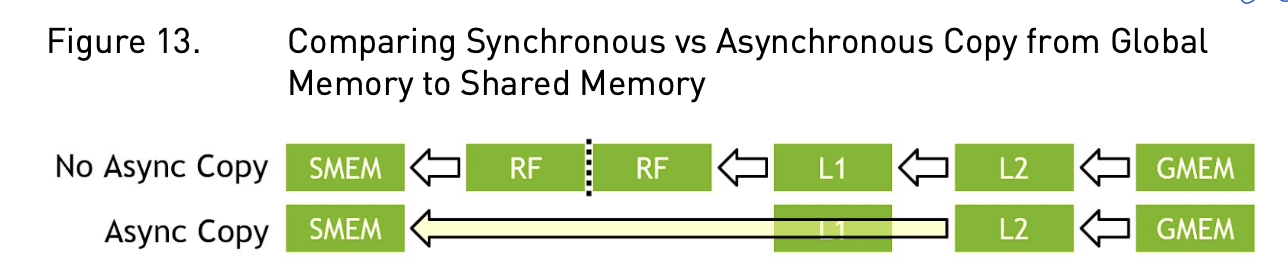 Figure 13. Comparing Synchronous vs Asynchronous Copy from Global
Memory to Shared Memory
No Async Copy SMEM RF RF L1 L2 GMEM
Async Copy SMEM L1 L2 GMEM